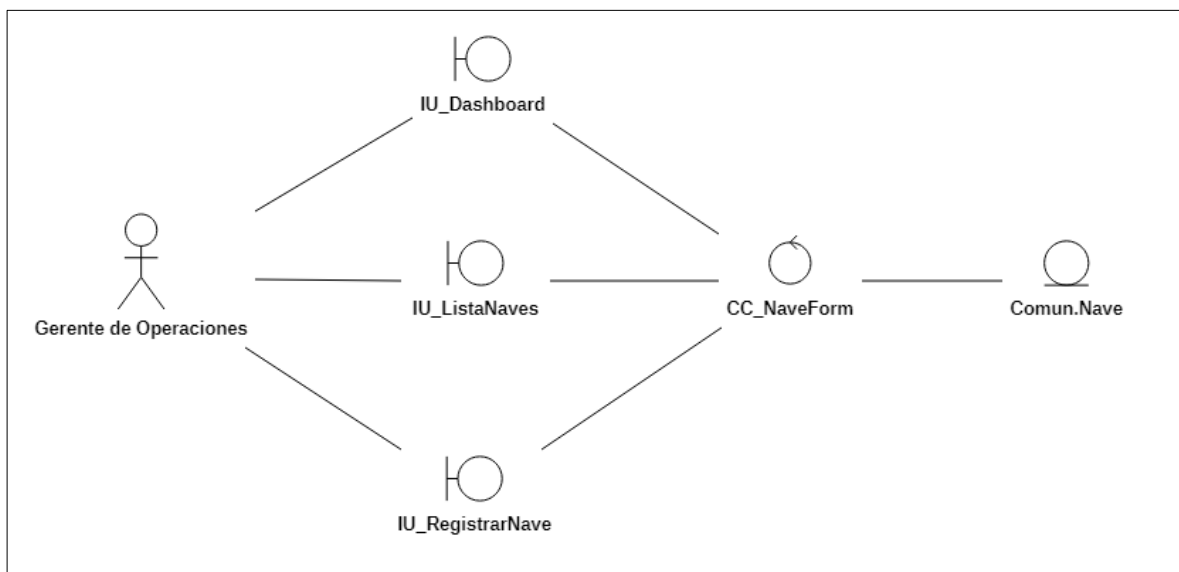 IU_Dashboard
Gerente de Operaciones
IU_ListaNaves
CC_NaveForm
Comun.Nave
IU_RegistrarNave